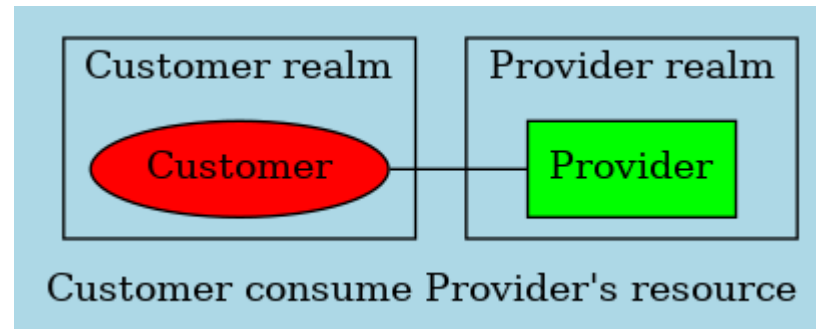 Customer realm
Provider realm
Customer
Provider
Customer consume Provider's resource